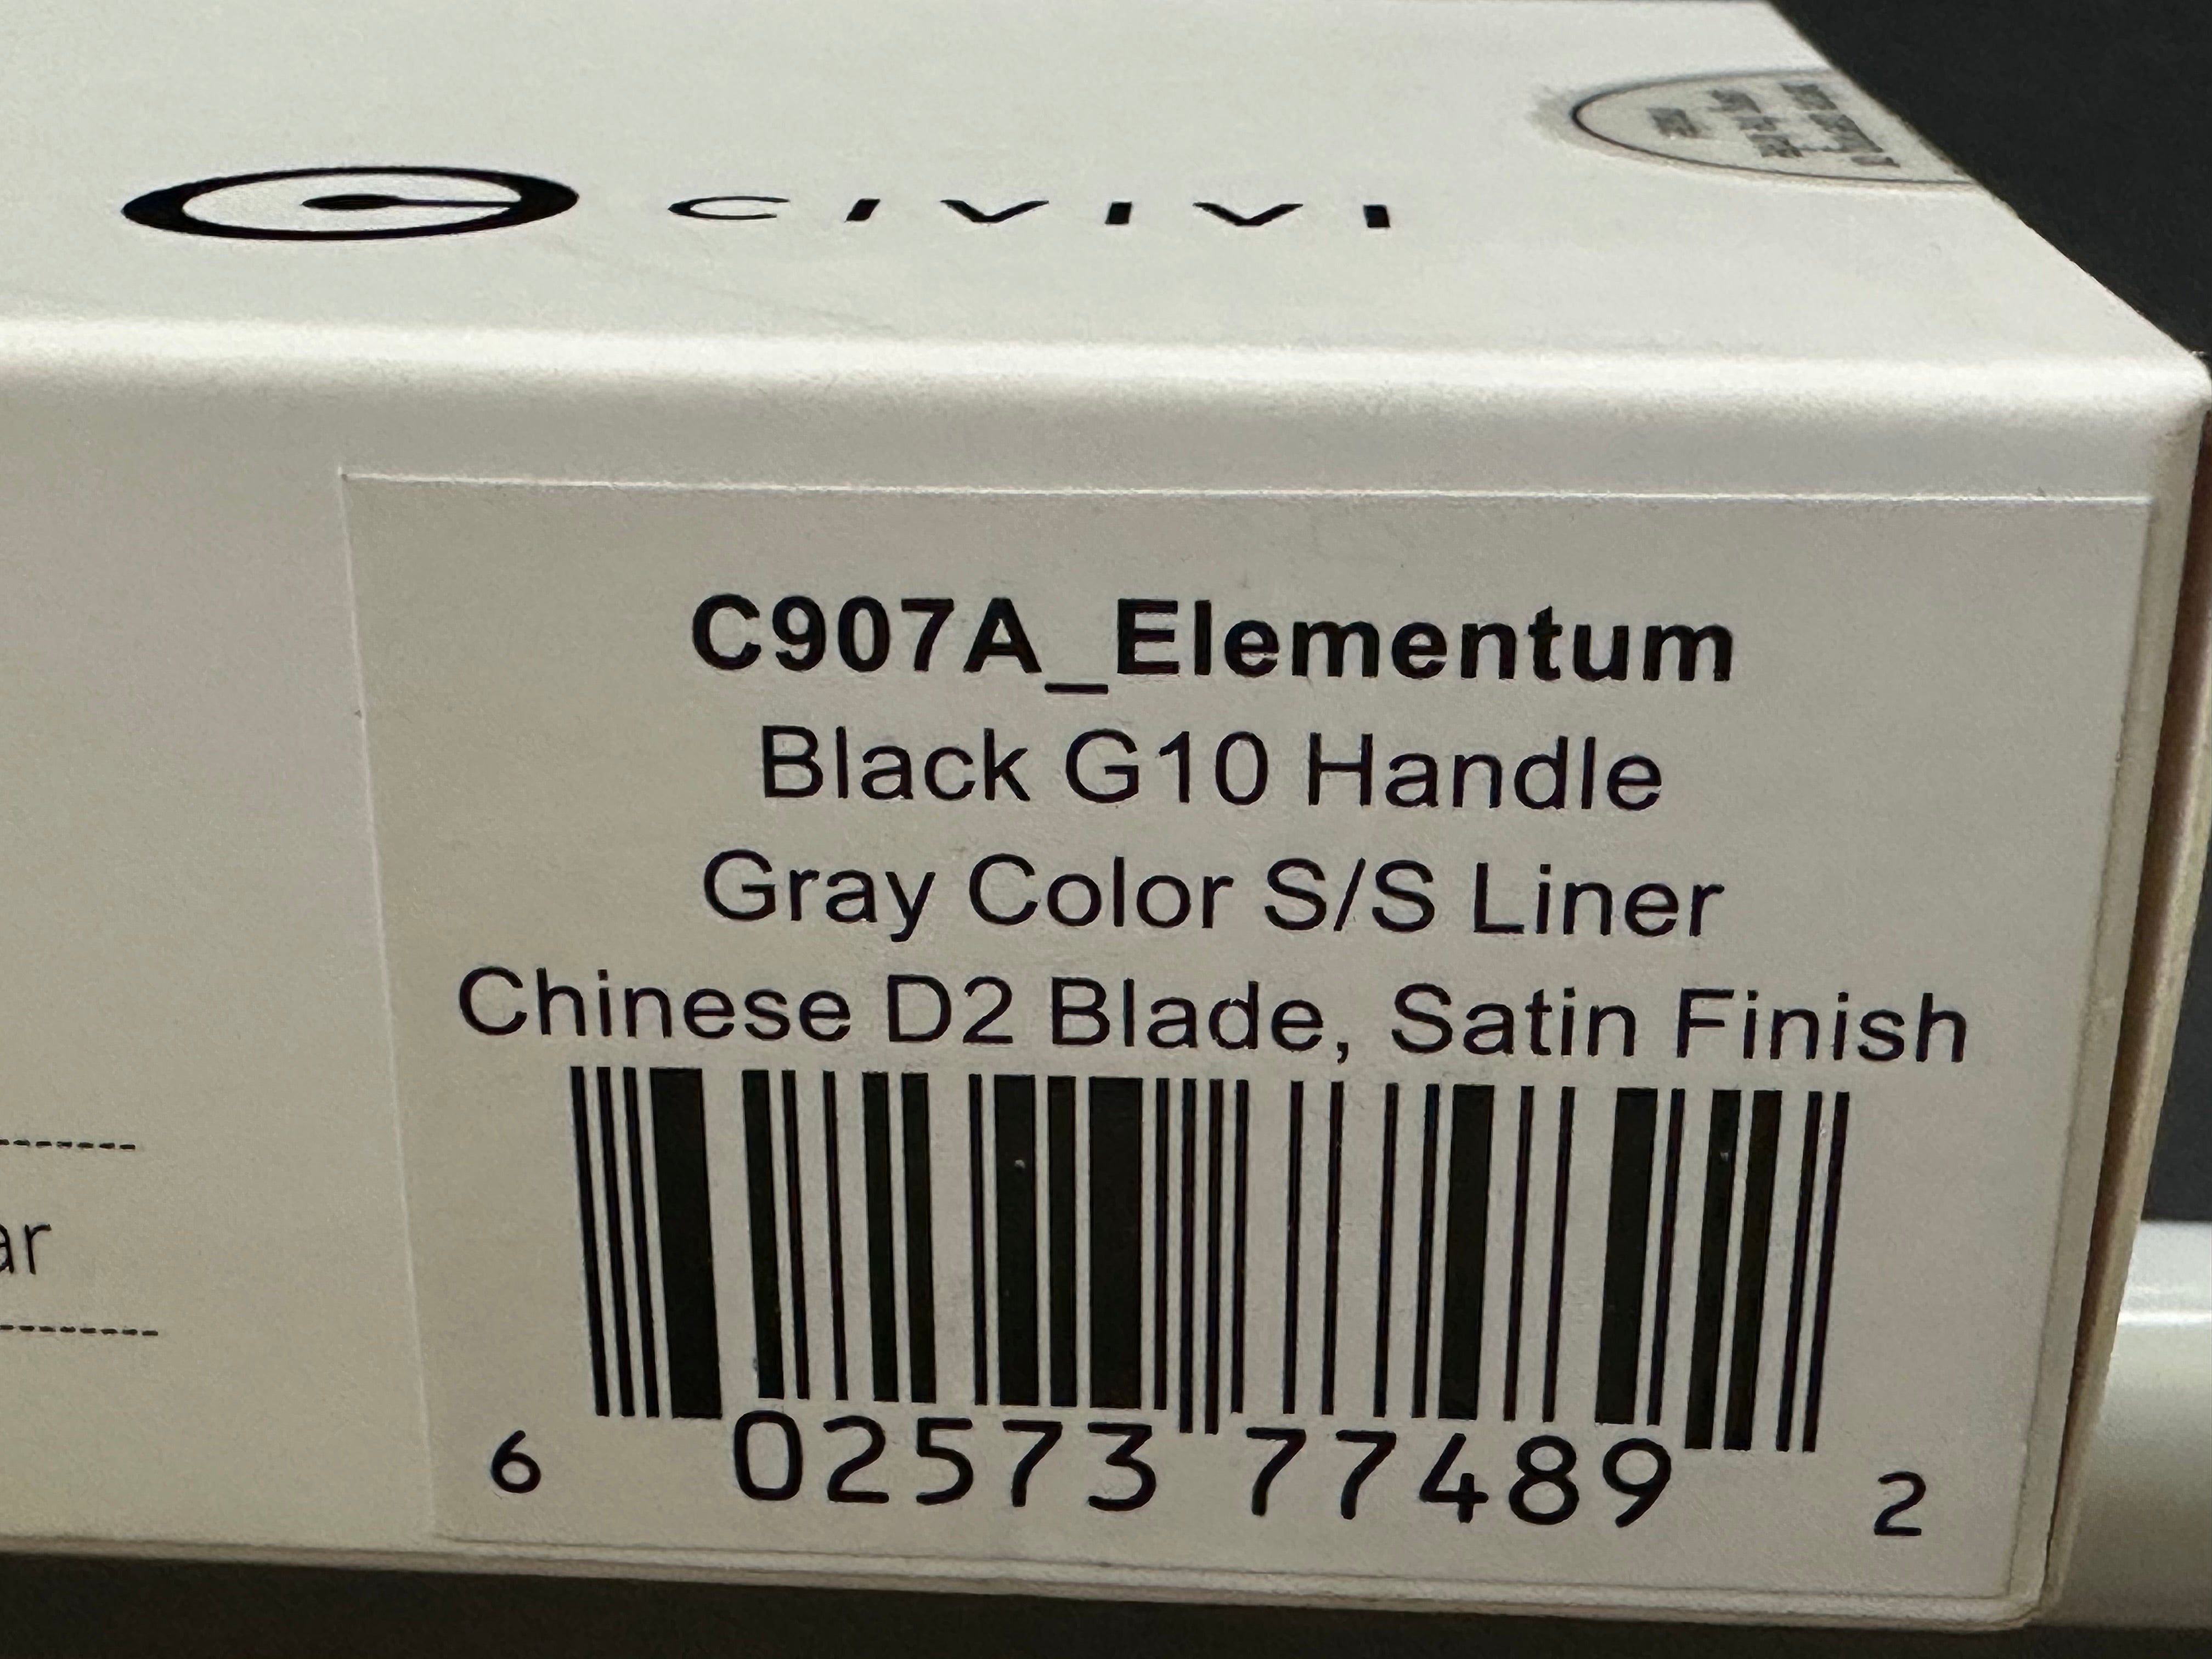 CIVIVI
C907A_Elementum
Black G10 Handle
Gray Color S/S Liner
Chinese D2 Blade, Satin Finish
6 02573 77489 2
ar